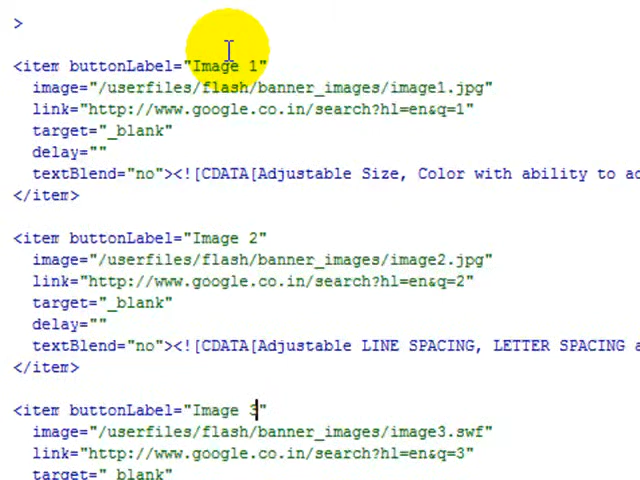 >
<item buttonLabel="Image 1"
image="/userfiles/flash/banner_images/image1.jpg"
link="http://www.google.co.in/search?hl=en&q=1"
target="_blank"
delay=""
textBlend="no"><![CDATA[Adjustable Size, Color with ability to
</item>
<item buttonLabel="Image 2"
image="/userfiles/flash/banner_images/image2.jpg"
link="http://www.google.co.in/search?hl=en&q=2"
target="_blank"
delay=""
textBlend="no"><![CDATA[Adjustable LINE SPACING, LETTER SPACING
</item>
<item buttonLabel="Image 3"
image="/userfiles/flash/banner_images/image3.swf"
link="http://www.google.co.in/search?hl=en&q=3"
target="_blank"